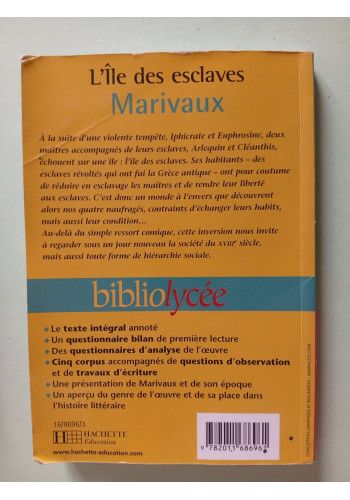 L'Île des esclaves
Marivaux
À la suite d'une violente tempête, Iphicrate et Euphrosine, deux
maîtres accompagnés de leurs esclaves, Arlequin et Cléanthis,
échouent sur une île : l'Île des esclaves. Ses habitants – des
esclaves révoltés qui ont fui la Grèce antique – ont pour coutume
de réduire en esclavage les maîtres et de rendre leur liberté
aux esclaves. C'est donc un monde à l'envers que découvrent
alors nos quatre naufragés, contraints d'échanger leurs habits,
mais aussi leur condition...
Au-delà du simple ressort comique, cette inversion nous invite
à regarder sous un jour nouveau la société du XVIIIe siècle,
mais aussi toute forme de hiérarchie sociale.
bibliolycée
• Le texte intégral annoté
• Un questionnaire bilan de première lecture
• Des questionnaires d'analyse de l'œuvre
• Cinq corpus accompagnés de questions d'observation
et de travaux d'écriture
• Une présentation de Marivaux et de son époque
• Un aperçu du genre de l'œuvre et de sa place dans
l'histoire littéraire
16/8696/3
HACHETTE
Éducation
www.hachette-education.com